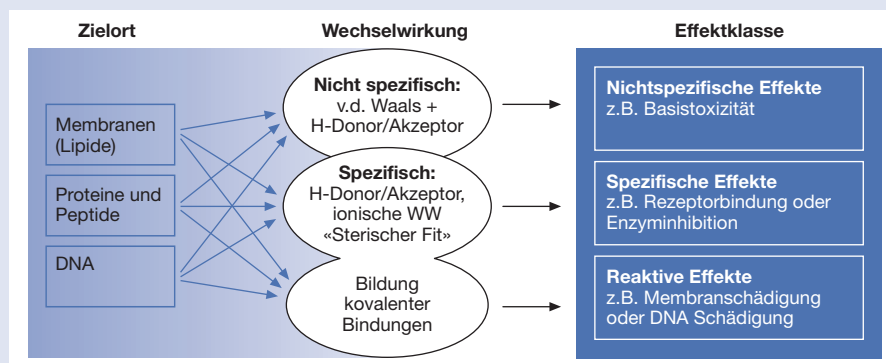 Zielort
Wechselwirkung
Effektklasse
Membranen
(Lipide)
Proteine und
Peptide
DNA
Nicht spezifisch:
v.d. Waals +
H-Donor/Akzeptor
Spezifisch:
H-Donor/Akzeptor,
ionische WW
«Sterischer Fit»
Bildung
kovalenter
Bindungen
Nichtspezifische Effekte
z.B. Basistoxizität
Spezifische Effekte
z.B. Rezeptorbindung oder
Enzyminhibition
Reaktive Effekte
z.B. Membranschädigung
oder DNA Schädigung